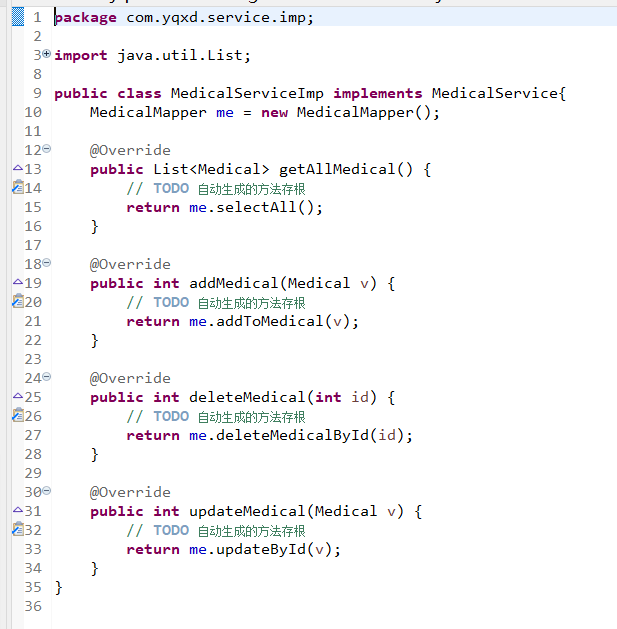 1 package com.yqxd.service.imp;
2
3 import java.util.List;
8
9 public class MedicalServiceImp implements MedicalService{
10 MedicalMapper me = new MedicalMapper();
11
12 @Override
13 public List<Medical> getAllMedical() {
14 // TODO 自动生成的方法存根
15 return me.selectAll();
16 }
17
18 @Override
19 public int addMedical(Medical v) {
20 // TODO 自动生成的方法存根
21 return me.addToMedical(v);
22 }
23
24 @Override
25 public int deleteMedical(int id) {
26 // TODO 自动生成的方法存根
27 return me.deleteMedicalById(id);
28 }
29
30 @Override
31 public int updateMedical(Medical v) {
32 // TODO 自动生成的方法存根
33 return me.updateById(v);
34 }
35 }
36